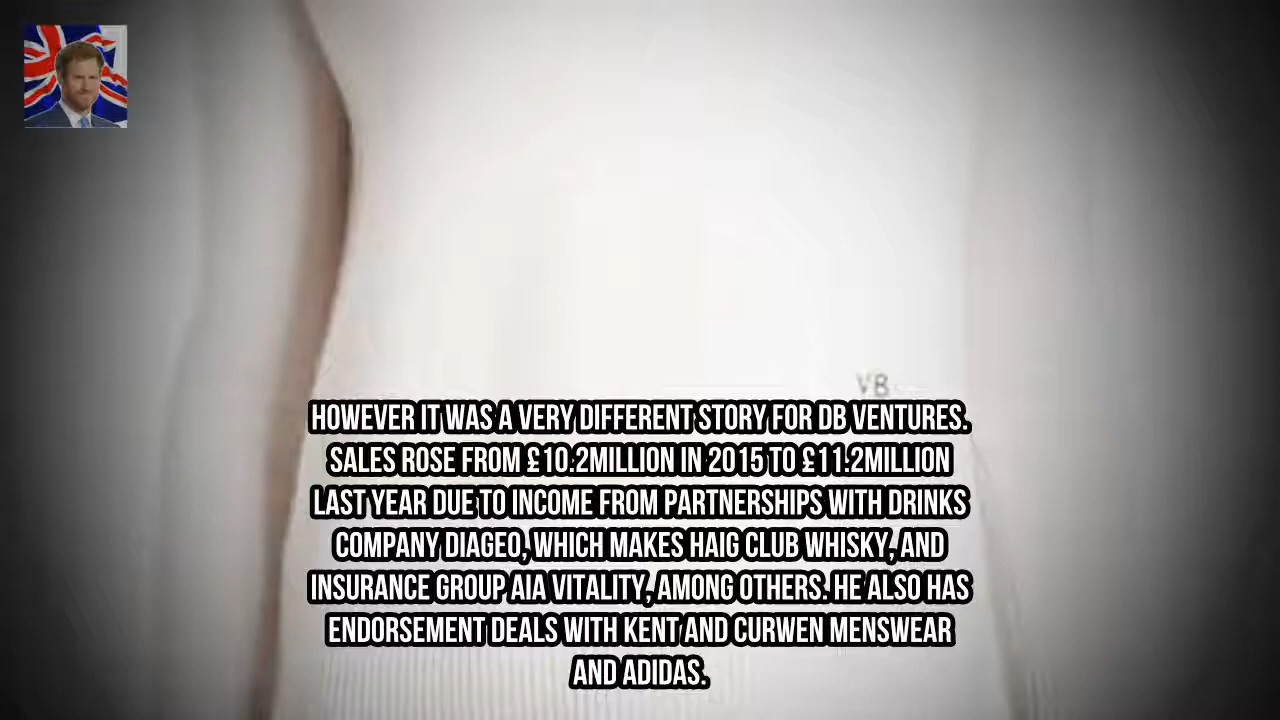 VB
HOWEVER IT WAS A VERY DIFFERENT STORY FOR DB VENTURES.
SALES ROSE FROM £10.2MILLION IN 2015 TO £11.2MILLION
LAST YEAR DUE TO INCOME FROM PARTNERSHIPS WITH DRINKS
COMPANY DIAGEO, WHICH MAKES HAIG CLUB WHISKY, AND
INSURANCE GROUP AIA VITALITY, AMONG OTHERS. HE ALSO HAS
ENDORSEMENT DEALS WITH KENT AND CURWEN MENSWEAR
AND ADIDAS.